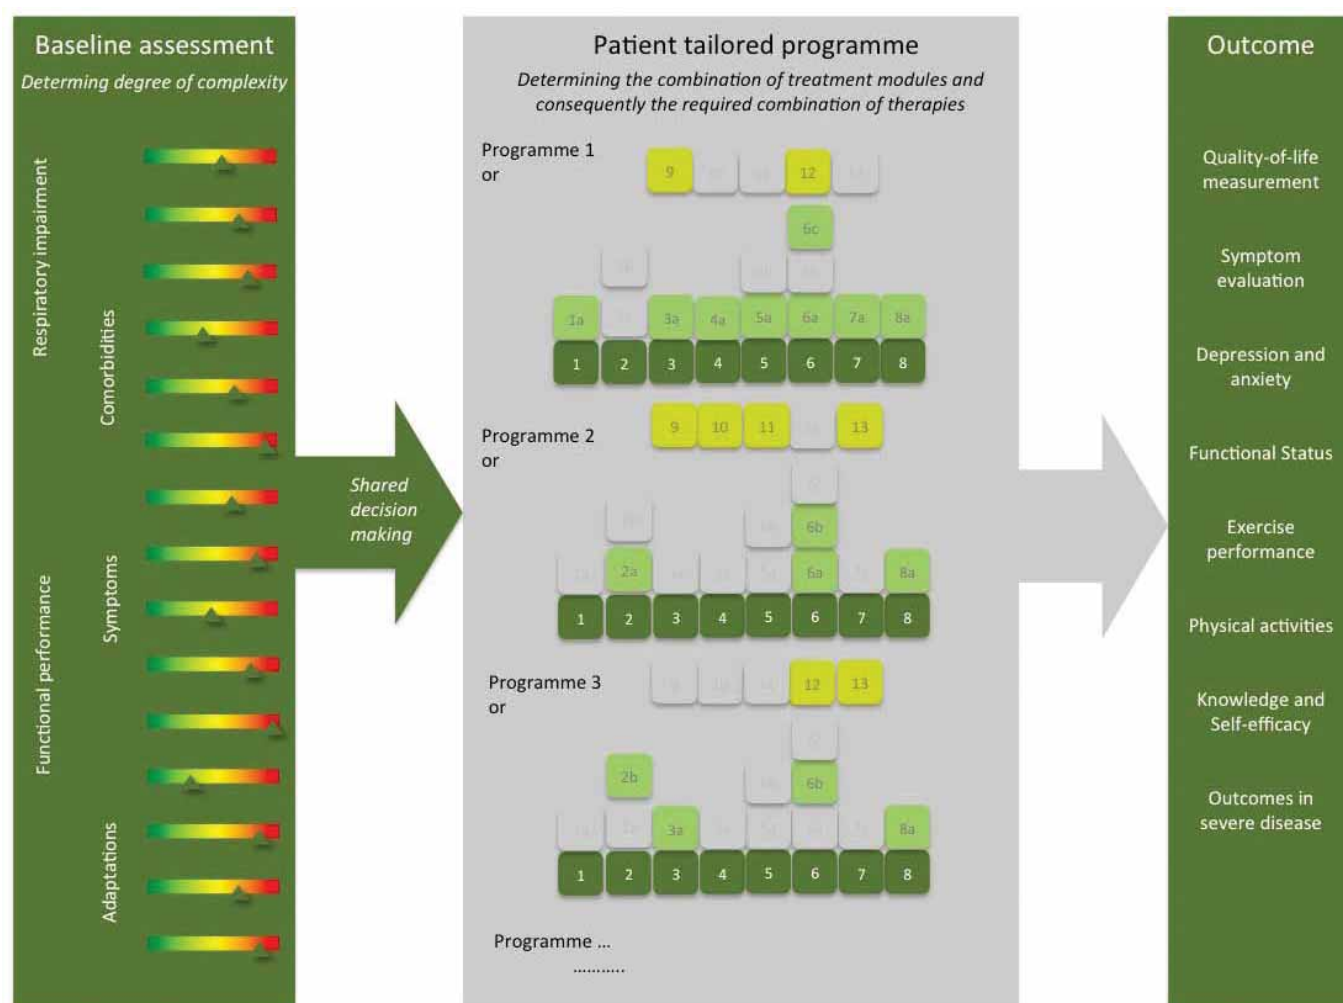 Baseline assessment
Determing degree of complexity
Respiratory impairment
Comorbidities
Functional performance
Symptoms
Adaptations
Shared
decision
making
Patient tailored programme
Determining the combination of treatment modules and
consequently the required combination of therapies
Programme 1
or
9 12
6c
1a 3a 4a 5a 6a 7a 8a
1 2 3 4 5 6 7 8
Programme 2
or
9 10 11 13
6b
2a 6a 8a
1 2 3 4 5 6 7 8
Programme 3
or
12 13
2b 6b
3a 8a
1 2 3 4 5 6 7 8
Programme ...
...........
Outcome
Quality-of-life
measurement
Symptom
evaluation
Depression and
anxiety
Functional Status
Exercise
performance
Physical activities
Knowledge and
Self-efficacy
Outcomes in
severe disease